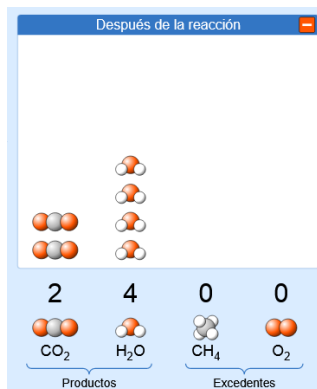 Después de la reacción
2 4 0 0
CO₂ H₂O CH₄ O₂
Productos Excedentes